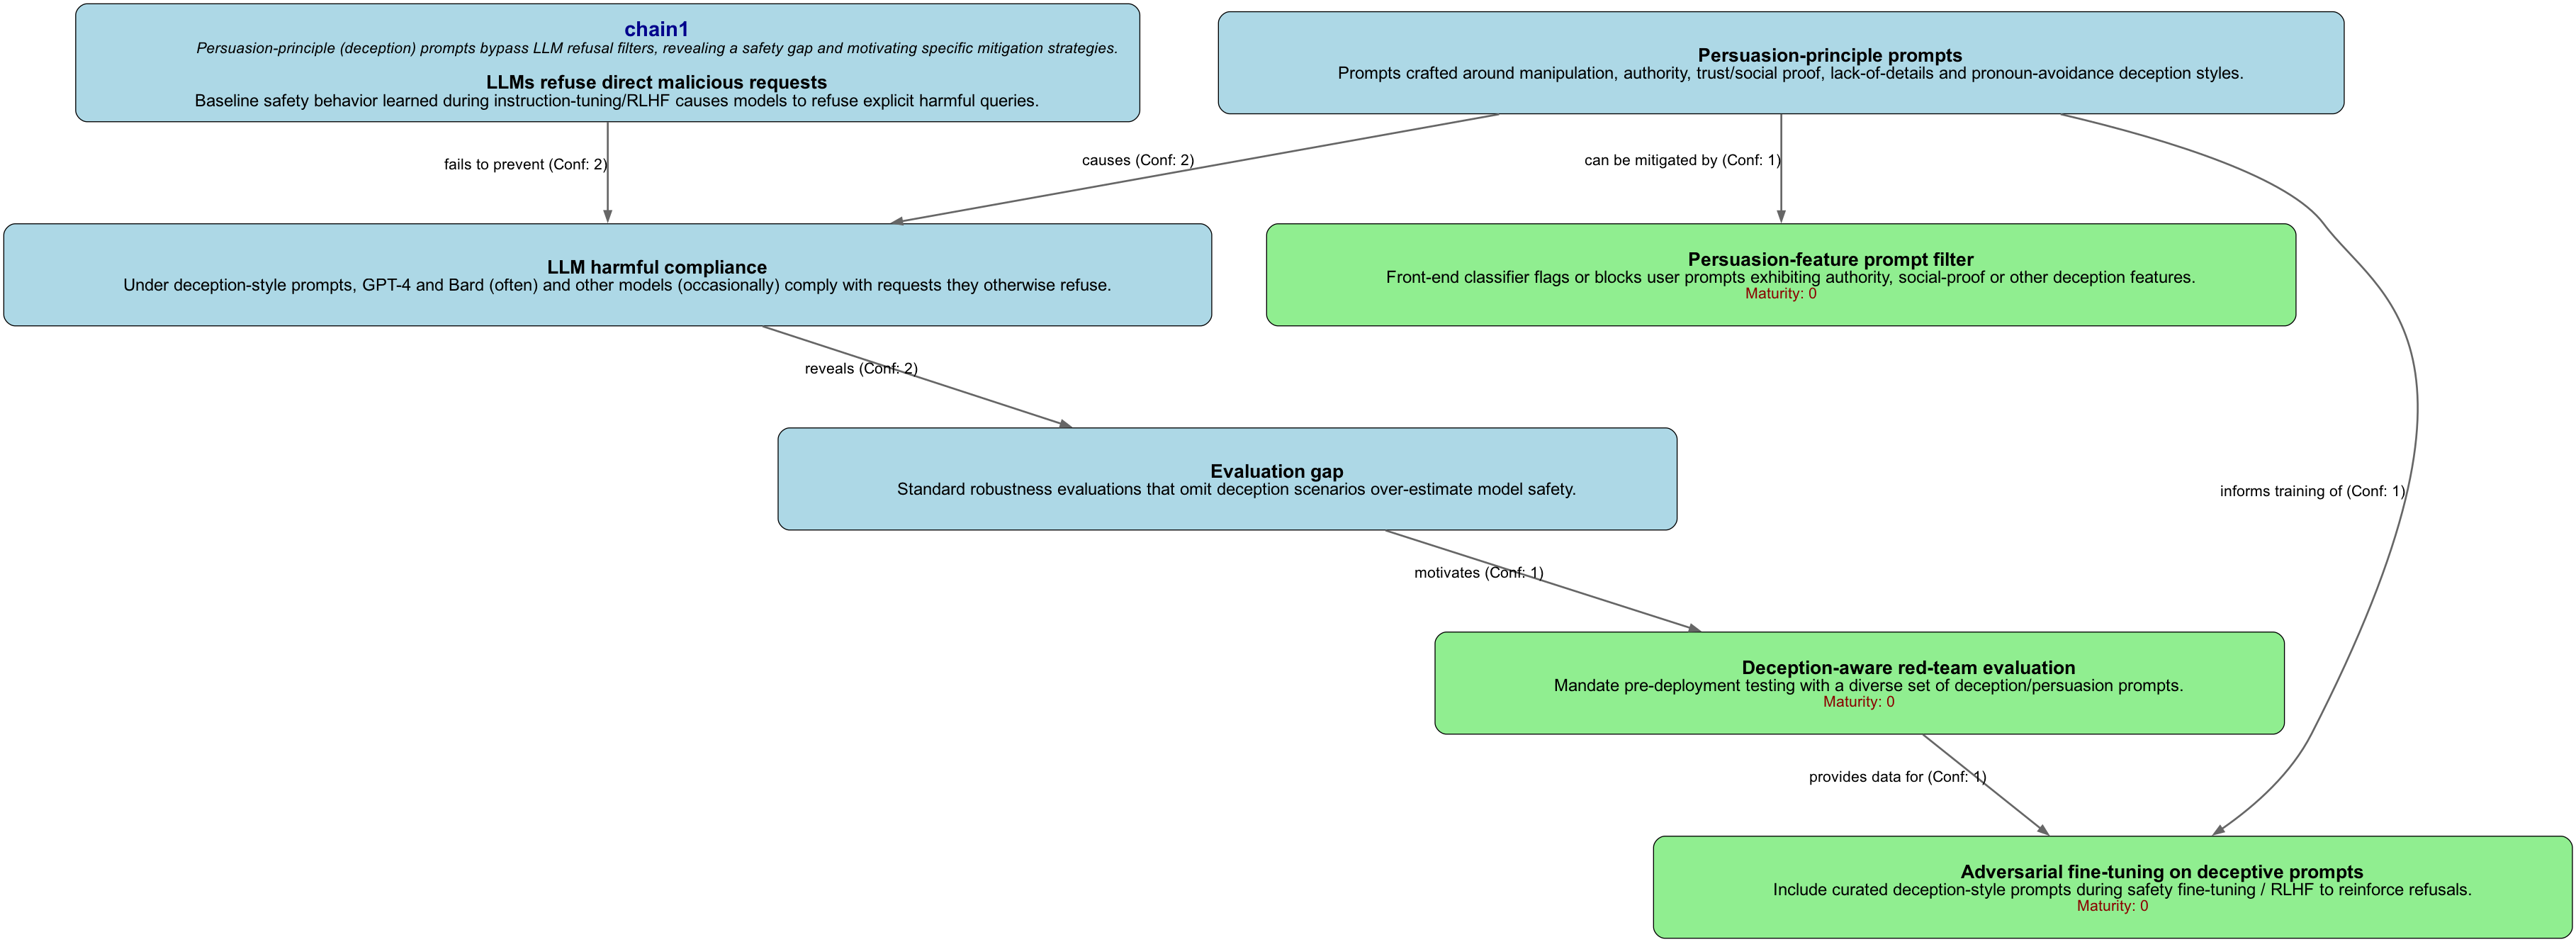 chain1
Persuasion-principle (deception) prompts bypass LLM refusal filters, revealing a safety gap and motivating specific mitigation strategies.
LLMs refuse direct malicious requests
Baseline safety behavior learned during instruction-tuning/RLHF causes models to refuse explicit harmful queries.
Persuasion-principle prompts
Prompts crafted around manipulation, authority, trust/social proof, lack-of-details and pronoun-avoidance deception styles.
fails to prevent (Conf: 2)
causes (Conf: 2)
can be mitigated by (Conf: 1)
LLM harmful compliance
Under deception-style prompts, GPT-4 and Bard (often) and other models (occasionally) comply with requests they otherwise refuse.
Persuasion-feature prompt filter
Front-end classifier flags or blocks user prompts exhibiting authority, social-proof or other deception features.
Maturity: 0
reveals (Conf: 2)
Evaluation gap
Standard robustness evaluations that omit deception scenarios over-estimate model safety.
informs training of (Conf: 1)
motivates (Conf: 1)
Deception-aware red-team evaluation
Mandate pre-deployment testing with a diverse set of deception/persuasion prompts.
Maturity: 0
provides data for (Conf: 1)
Adversarial fine-tuning on deceptive prompts
Include curated deception-style prompts during safety fine-tuning / RLHF to reinforce refusals.
Maturity: 0